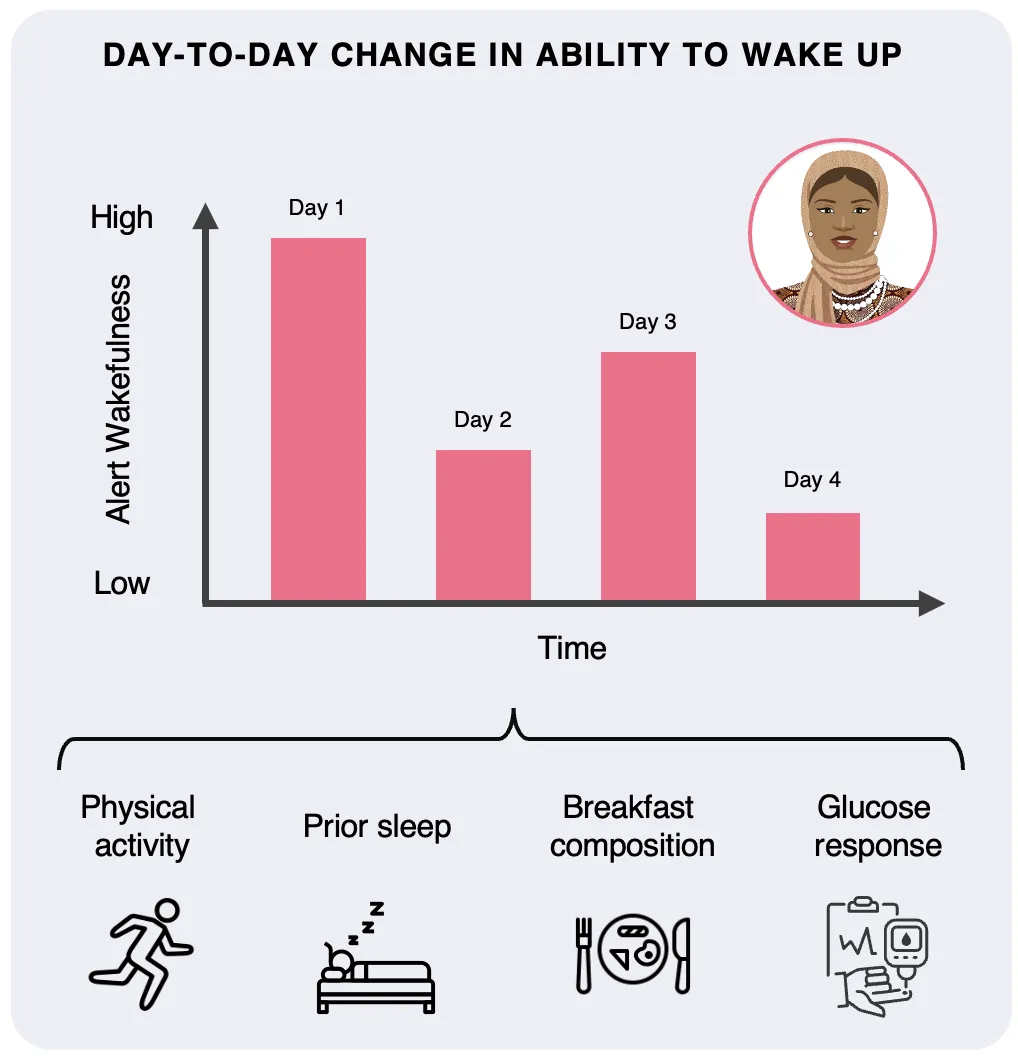 DAY-TO-DAY CHANGE IN ABILITY TO WAKE UP
High
Alert Wakefulness
Low
Day 1
Day 2
Day 3
Day 4
Time
Physical
activity
Prior sleep
z z z
Breakfast
composition
Glucose
response